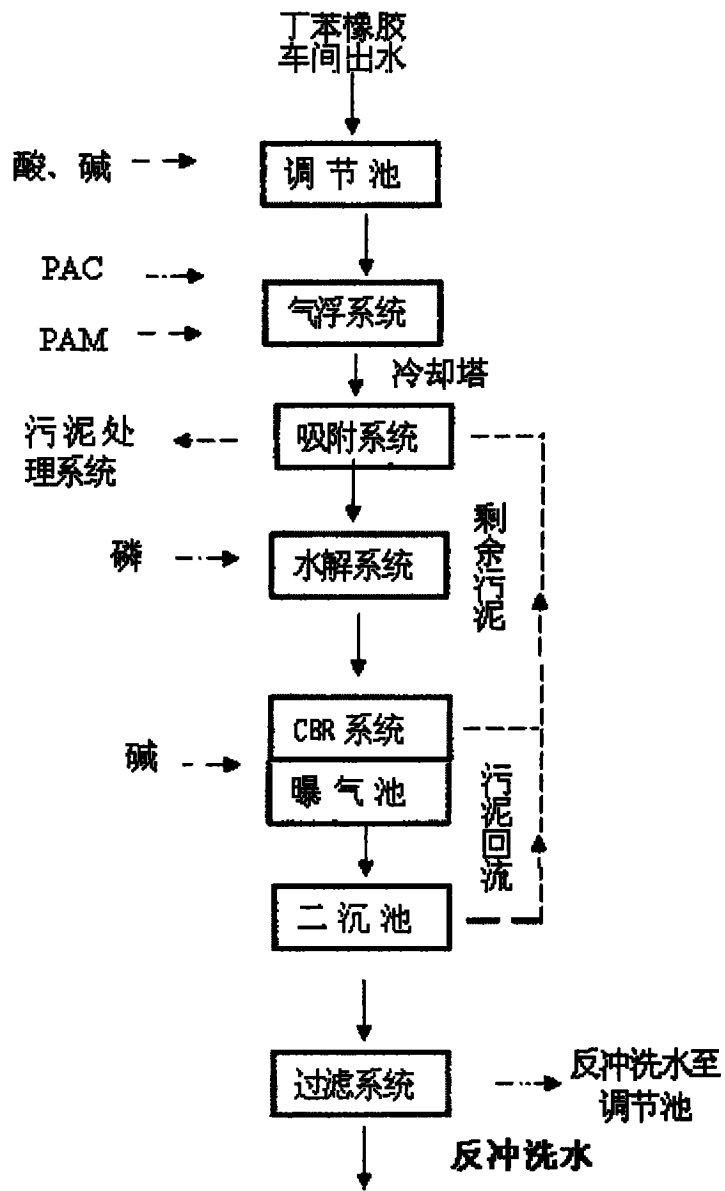 丁苯橡胶
车间出水
酸、碱
调节池
PAC
气浮系统
PAM
冷却塔
污泥处
理系统
吸附系统
剩余污泥
磷
水解系统
CBR系统
碱
曝气池
污泥回流
二沉池
过滤系统
反冲洗水至
调节池
反冲洗水